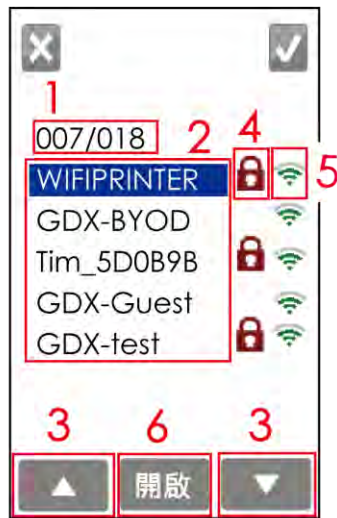 1
007/018
2
4
WIFIPRINTER
5
GDX-BYOD
Tim_5D0B9B
GDX-Guest
GDX-test
3
6
3
開啟